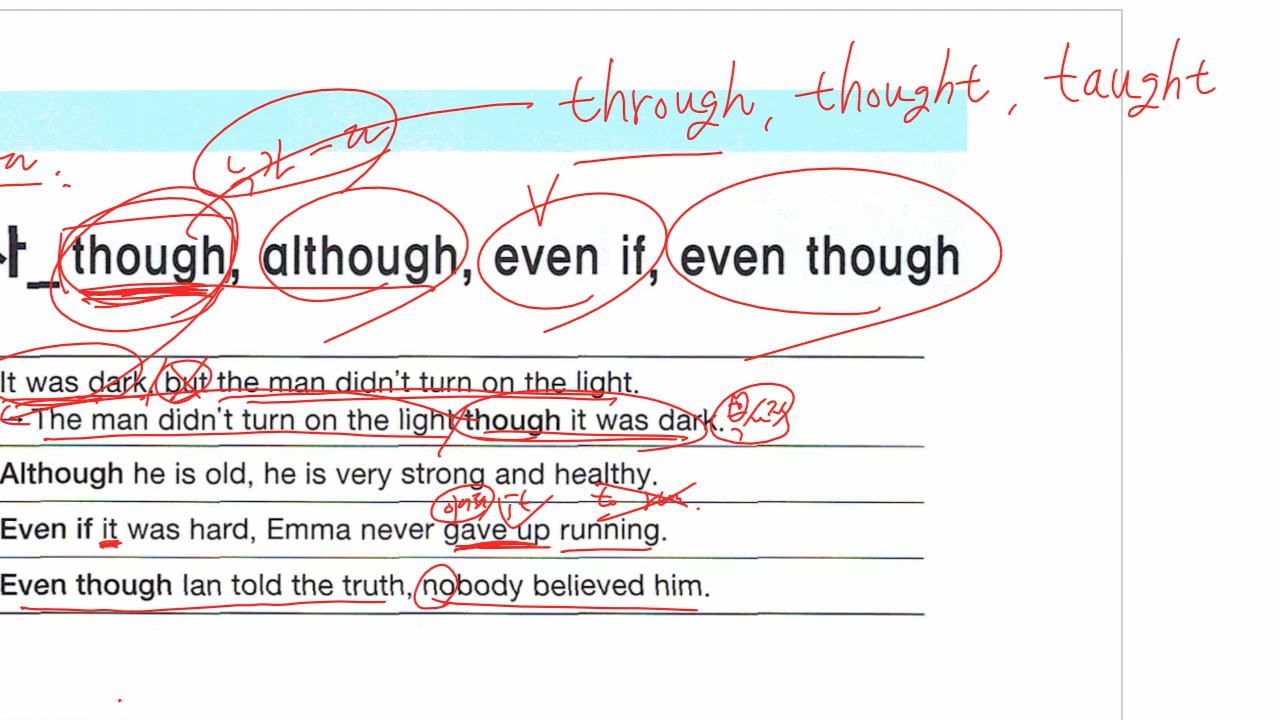 through, thought, taught
though, although, even if, even though
It was dark, but the man didn't turn on the light.
→ The man didn't turn on the light though it was dark.
Although he is old, he is very strong and healthy.
Even if it was hard, Emma never gave up running.
Even though Ian told the truth, nobody believed him.